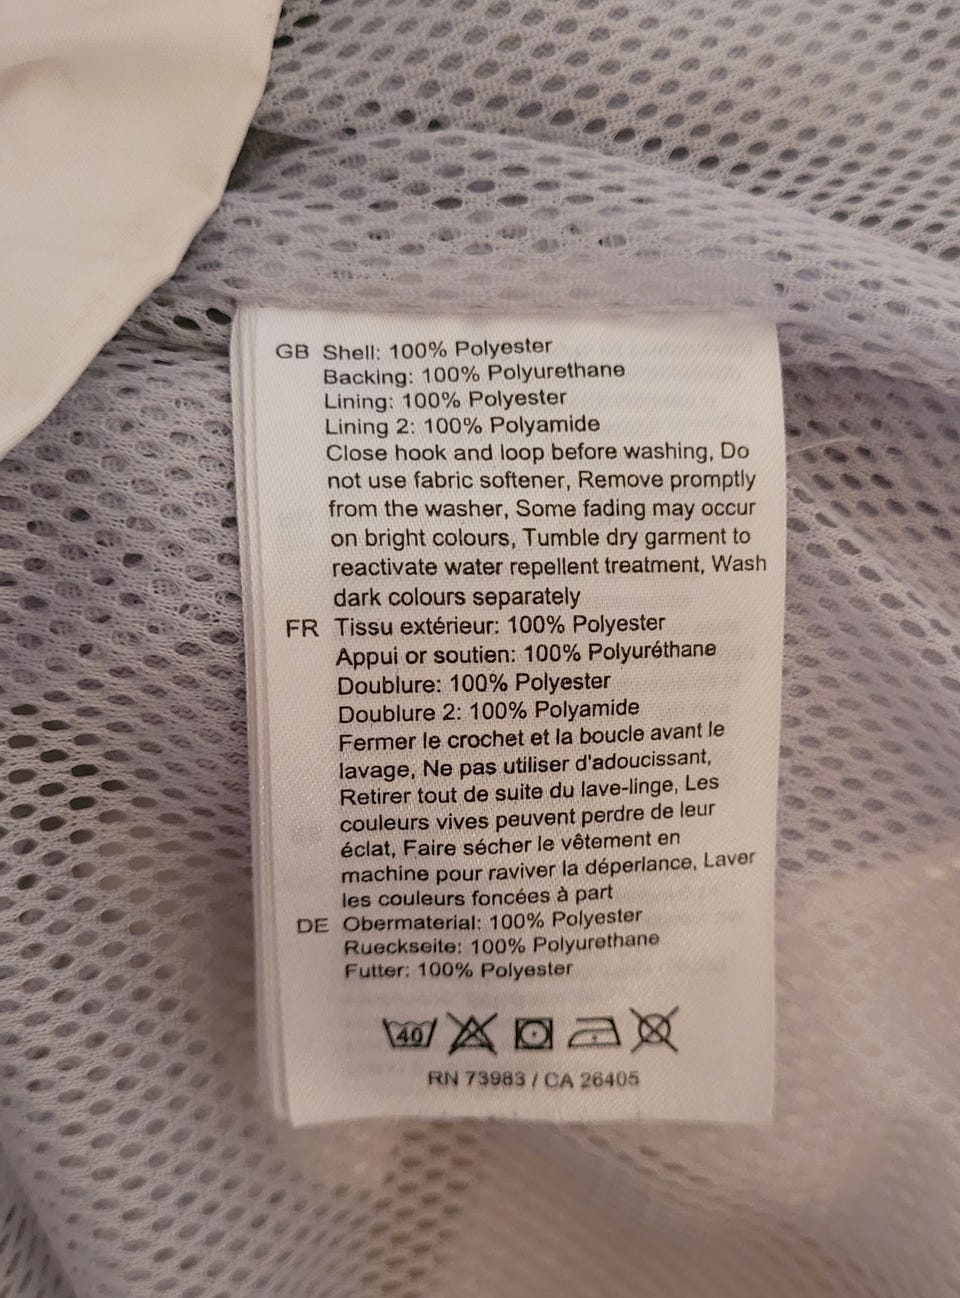 GB Shell: 100% Polyester
Backing: 100% Polyurethane
Lining: 100% Polyester
Lining 2: 100% Polyamide
Close hook and loop before washing, Do
not use fabric softener, Remove promptly
from the washer, Some fading may occur
on bright colours, Tumble dry garment to
reactivate water repellent treatment, Wash
dark colours separately
FR Tissu extérieur: 100% Polyester
Appui or soutien: 100% Polyuréthane
Doublure: 100% Polyester
Doublure 2: 100% Polyamide
Fermer le crochet et la boucle avant le
lavage, Ne pas utiliser d'adoucissant,
Retirer tout de suite du lave-linge, Les
couleurs vives peuvent perdre de leur
éclat, Faire sécher le vêtement en
machine pour raviver la déperlance, Laver
les couleurs foncées à part
DE Obermaterial: 100% Polyester
Rueckseite: 100% Polyurethane
Futter: 100% Polyester
40
RN 73983 / CA 26405